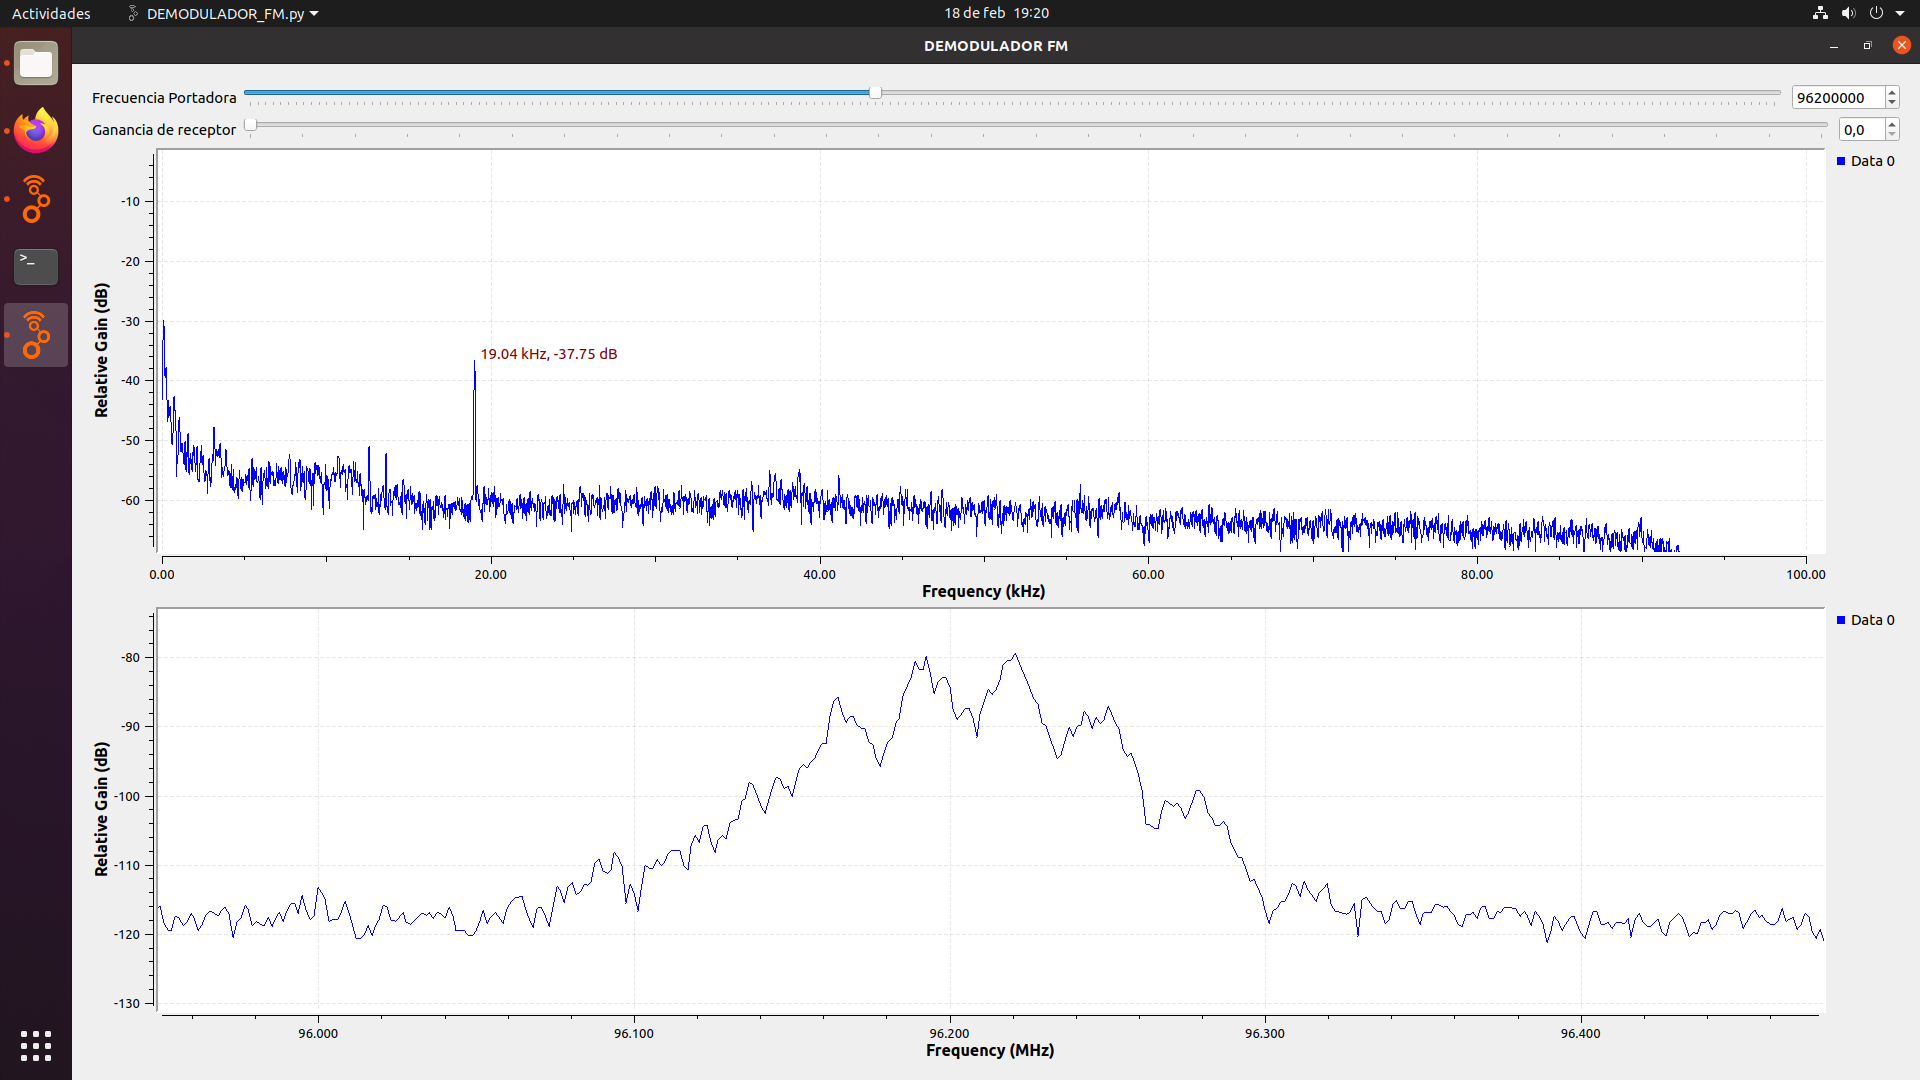 Actividades
DEMODULADOR_FM.py
18 de feb 19:20
DEMODULADOR FM
Frecuencia Portadora
96200000
Ganancia de receptor
0,0
Data 0
Relative Gain (dB)
-10
-20
-30
-40
-50
-60
19.04 kHz, -37.75 dB
0.00 20.00 40.00 60.00 80.00 100.00
Frequency (kHz)
Data 0
Relative Gain (dB)
-80
-90
-100
-110
-120
-130
96.000 96.100 96.200 96.300 96.400
Frequency (MHz)
>_